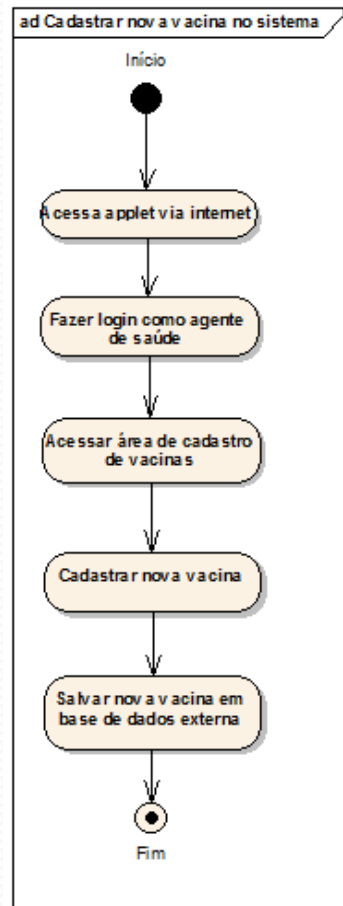 ad Cadastrar nova vacina no sistema
Início
Acessa applet via internet
Fazer login como agente
de saúde
Acessar área de cadastro
de vacinas
Cadastrar nova vacina
Salvar nova vacina em
base de dados externa
Fim